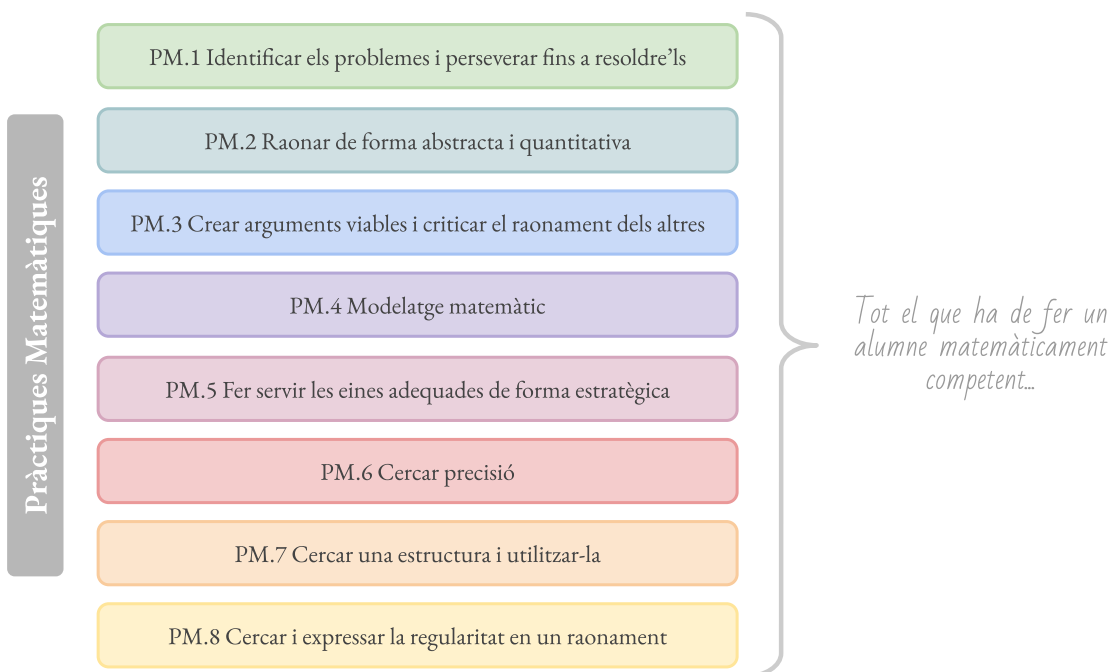 Pràctiques Matemàtiques
PM.1 Identificar els problemes i perseverar fins a resoldre’ls
PM.2 Raonar de forma abstracta i quantitativa
PM.3 Crear arguments viables i criticar el raonament dels altres
PM.4 Modelatge matemàtic
PM.5 Fer servir les eines adequades de forma estratègica
PM.6 Cercar precisió
PM.7 Cercar una estructura i utilitzar-la
PM.8 Cercar i expressar la regularitat en un raonament
Tot el que ha de fer un
alumne matemàticament
competent...